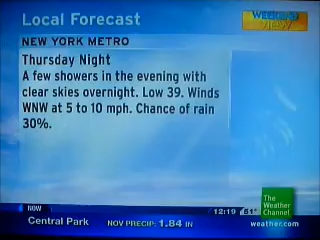 Local Forecast
WEEKEND
VIEW
NEW YORK METRO
Thursday Night
A few showers in the evening with
clear skies overnight. Low 39. Winds
WNW at 5 to 10 mph. Chance of rain
30%.
The
Weather
Channel
NOW
12:19 51°
Central Park NOV PRECIP: 1.84 IN
weather.com